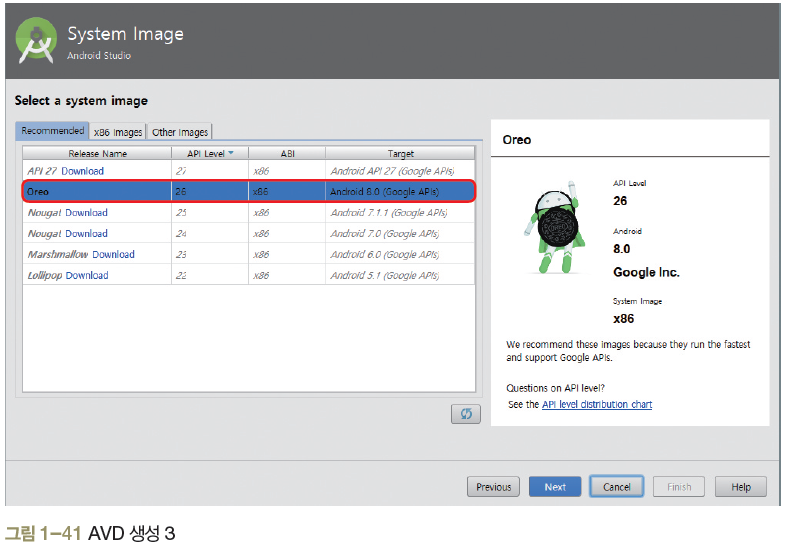 System Image
Android Studio
Select a system image
Recommended x86 Images Other Images
Release Name API Level ABI Target
API 27 Download 27 x86 Android API 27 (Google APIs)
Oreo 26 x86 Android 8.0 (Google APIs)
Nougat Download 25 x86 Android 7.1.1 (Google APIs)
Nougat Download 24 x86 Android 7.0 (Google APIs)
Marshmallow Download 23 x86 Android 6.0 (Google APIs)
Lollipop Download 22 x86 Android 5.1 (Google APIs)
Oreo
API Level
26
Android
8.0
Google Inc.
System Image
x86
We recommend these images because they run the fastest
and support Google APIs.
Questions on API level?
See the API level distribution chart
Previous Next Cancel Finish Help
그림 1-41 AVD 생성 3